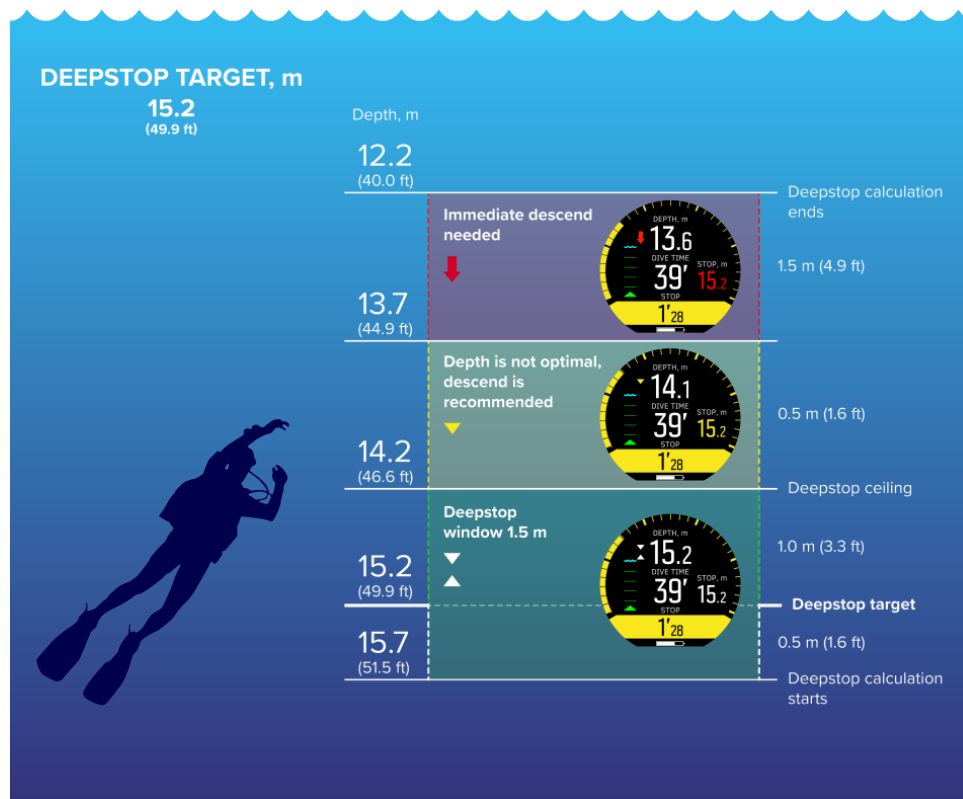 DEEPSTOP TARGET, m
15.2
(49.9 ft)
Depth, m
12.2
(40.0 ft)
Deepstop calculation
ends
Immediate descend
needed
DEPTH, m
13.6
DIVE TIME
39'
STOP, m
15.2
STOP
1'28
1.5 m (4.9 ft)
13.7
(44.9 ft)
Depth is not optimal,
descend is
recommended
DEPTH, m
14.1
DIVE TIME
39'
STOP, m
15.2
STOP
1'28
0.5 m (1.6 ft)
14.2
(46.6 ft)
Deepstop ceiling
Deepstop
window 1.5 m
DEPTH, m
15.2
DIVE TIME
39'
STOP, m
15.2
STOP
1'28
1.0 m (3.3 ft)
15.2
(49.9 ft)
Deepstop target
15.7
(51.5 ft)
0.5 m (1.6 ft)
Deepstop calculation
starts